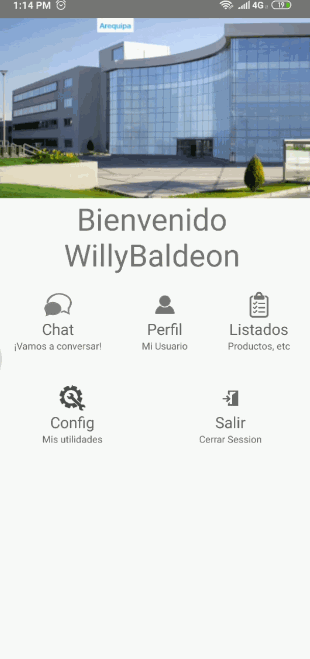 1:14 PM
4G
19
Arequipa
Bienvenido
WillyBaldeon
Chat
¡Vamos a conversar!
Perfil
Mi Usuario
Listados
Productos, etc
Config
Mis utilidades
Salir
Cerrar Session